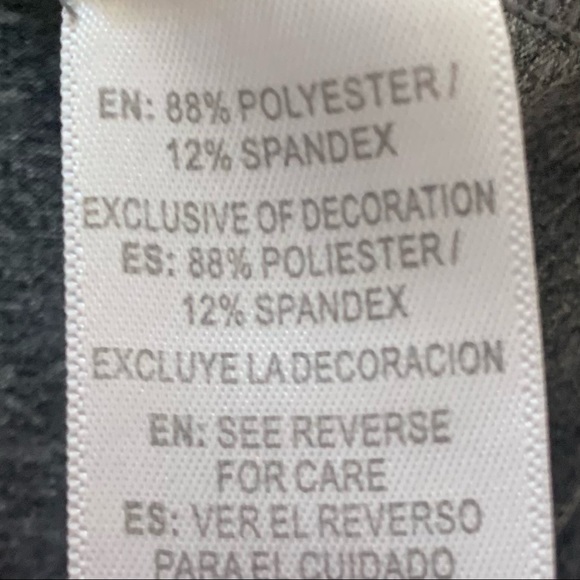 EN: 88% POLYESTER /
12% SPANDEX
EXCLUSIVE OF DECORATION
ES: 88% POLIESTER /
12% SPANDEX
EXCLUYE LA DECORACION
EN: SEE REVERSE
FOR CARE
ES: VER EL REVERSO
PARA EL CUIDADO